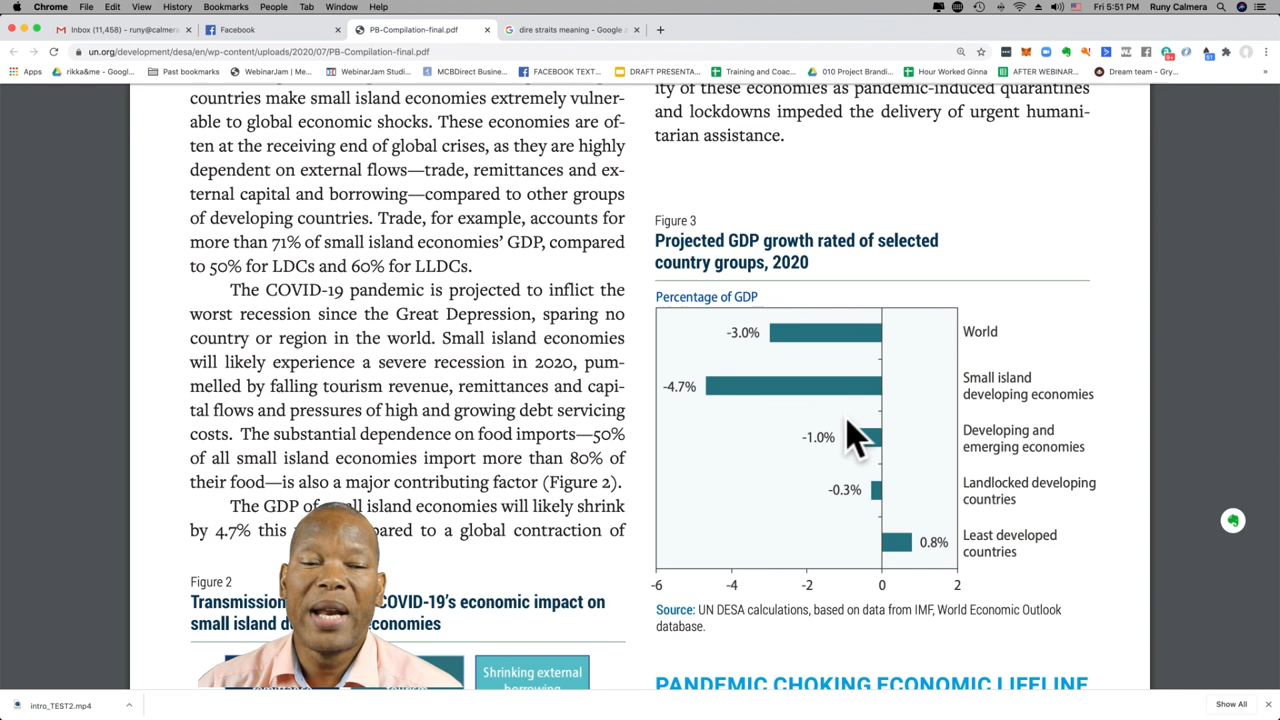 Chrome File Edit View History Bookmarks People Tab Window Help
Fri 5:51 PM Runy Calmera
Inbox (11,458) - runy@calmera
Facebook
PB-Compilation-final.pdf
dire straits meaning - Google
un.org/development/desa/en/wp-content/uploads/2020/07/PB-Compilation-final.pdf
Apps
rikka&me - Googl...
Past bookmarks
WebinarJam | Me...
WebinarJam Studi...
MCBDirect Busine...
FACEBOOK TEXT...
DRAFT PRESENTA...
Training and Coac...
010 Project Brandi...
Hour Worked Ginna
AFTER WEBINAR...
Dream team - Gry...
countries make small island economies extremely vulner-
able to global economic shocks. These economies are of-
ten at the receiving end of global crises, as they are highly
dependent on external flows—trade, remittances and ex-
ternal capital and borrowing—compared to other groups
of developing countries. Trade, for example, accounts for
more than 71% of small island economies' GDP, compared
to 50% for LDCs and 60% for LLDCs.
The COVID-19 pandemic is projected to inflict the
worst recession since the Great Depression, sparing no
country or region in the world. Small island economies
will likely experience a severe recession in 2020, pum-
melled by falling tourism revenue, remittances and capi-
tal flows and pressures of high and growing debt servicing
costs. The substantial dependence on food imports—50%
of all small island economies import more than 80% of
their food—is also a major contributing factor (Figure 2).
The GDP of island economies will likely shrink
by 4.7% this to a global contraction of
Figure 2
Transmission COVID-19's economic impact on
small island economies
Shrinking external
ity of these economies as pandemic-induced quarantines
and lockdowns impeded the delivery of urgent humani-
tarian assistance.
Figure 3
Projected GDP growth rated of selected
country groups, 2020
Percentage of GDP
-3.0% World
-4.7% Small island
developing economies
-1.0% Developing and
emerging economies
-0.3% Landlocked developing
countries
0.8% Least developed
countries
-6 -4 -2 0 2
Source: UN DESA calculations, based on data from IMF, World Economic Outlook
database.
PANDEMIC CHOKING ECONOMIC LIFELINE
intro_TEST2.mp4
Show All